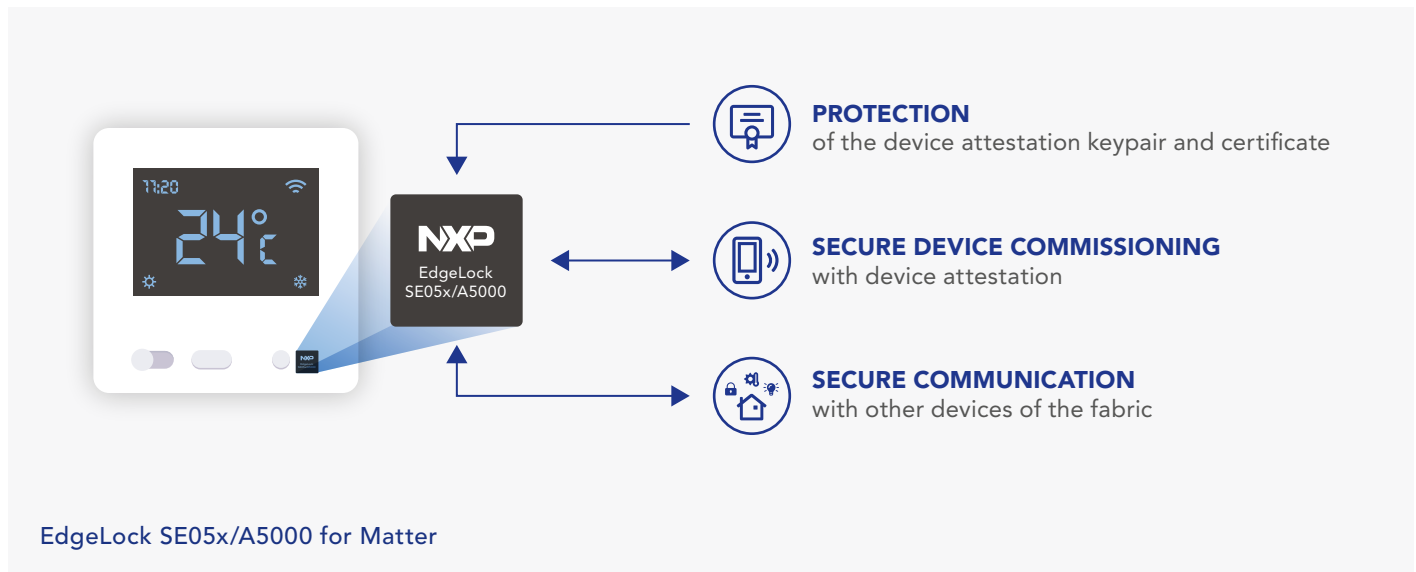 11:20
24°C
NXP
EdgeLock
SE05x/A5000
NXP
PROTECTION
of the device attestation keypair and certificate
SECURE DEVICE COMMISSIONING
with device attestation
SECURE COMMUNICATION
with other devices of the fabric
EdgeLock SE05x/A5000 for Matter